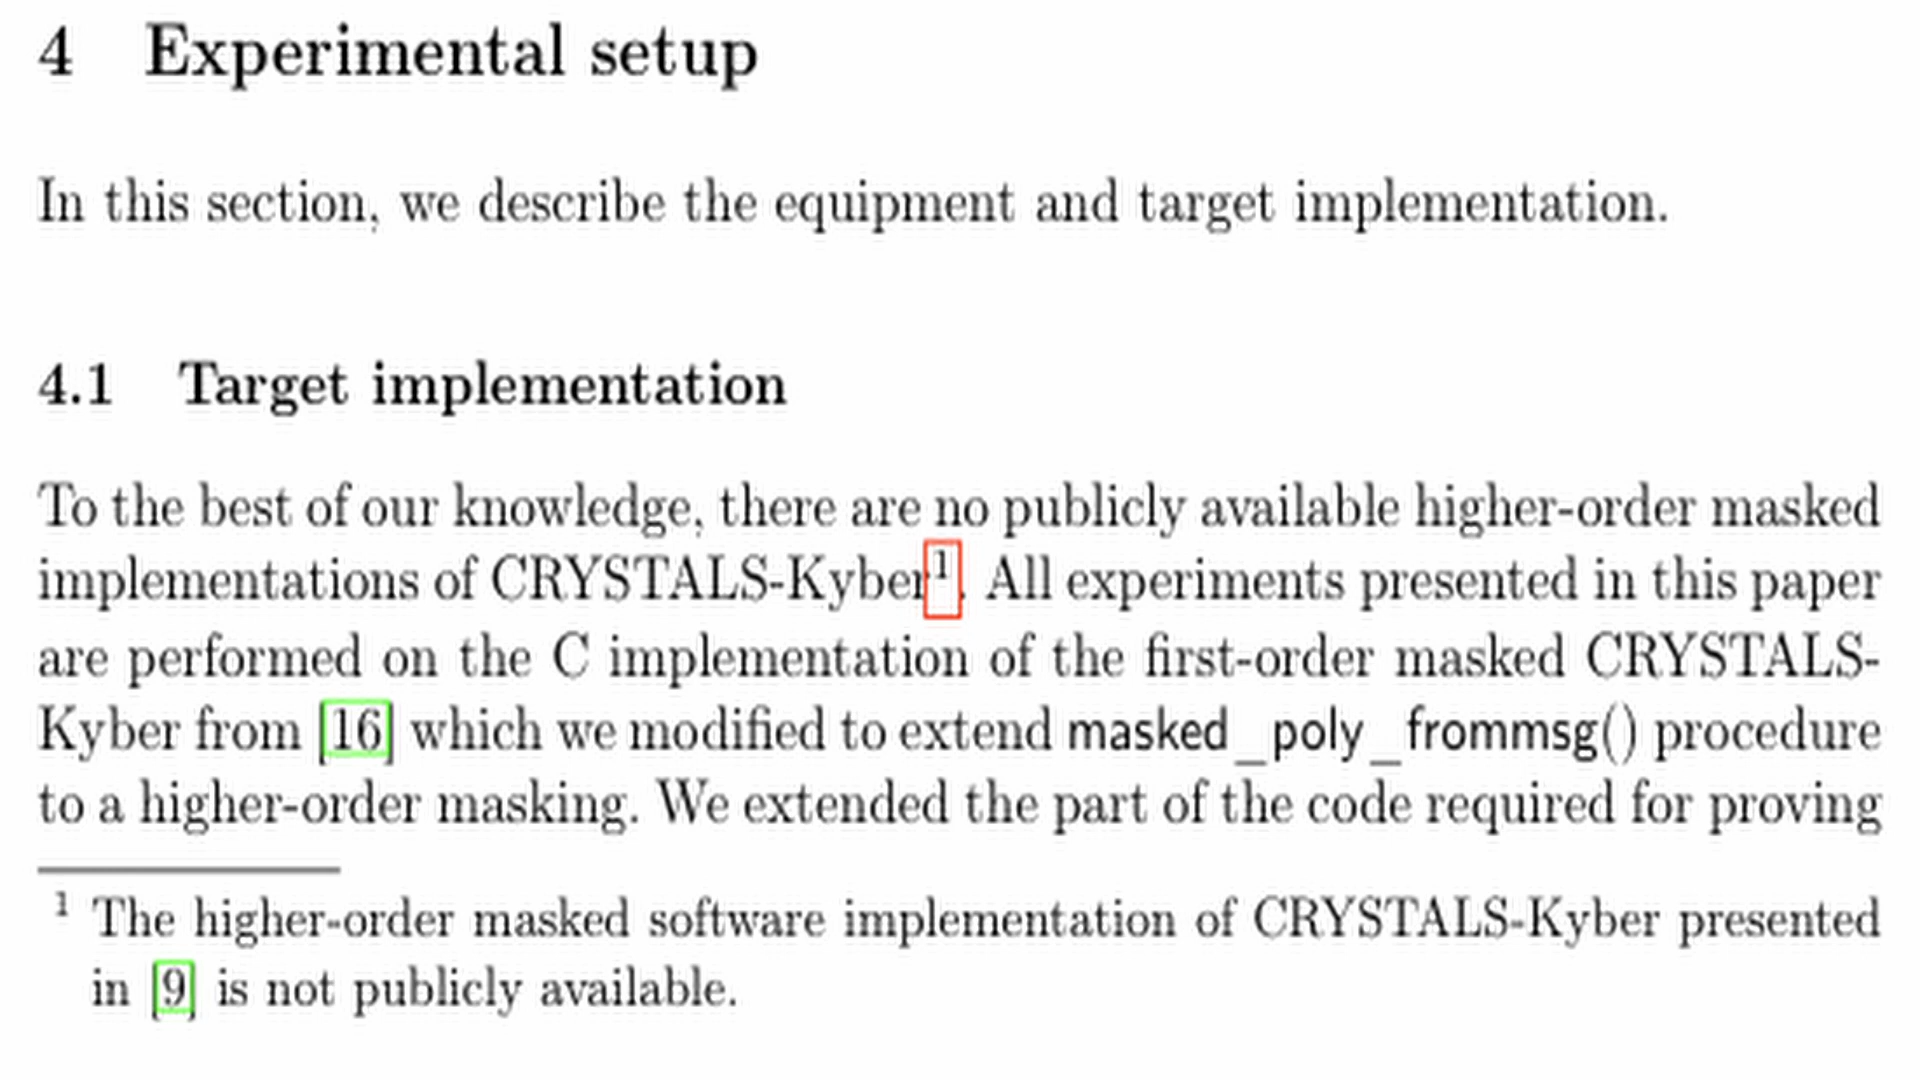 4 Experimental setup
In this section, we describe the equipment and target implementation.
4.1 Target implementation
To the best of our knowledge, there are no publicly available higher-order masked
implementations of CRYSTALS-Kyber¹. All experiments presented in this paper
are performed on the C implementation of the first-order masked CRYSTALS-
Kyber from [16] which we modified to extend masked_poly_frommsg() procedure
to a higher-order masking. We extended the part of the code required for proving
¹ The higher-order masked software implementation of CRYSTALS-Kyber presented
in [9] is not publicly available.